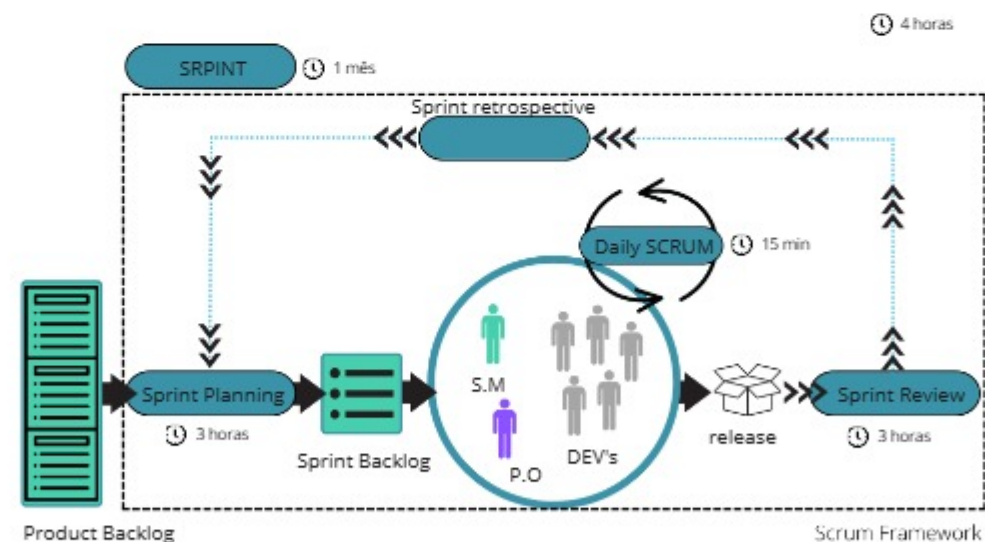 4 horas
SRPINT
1 mês
Sprint retrospective
Daily SCRUM
15 min
S.M
Sprint Planning
Sprint Review
3 horas
release
3 horas
Sprint Backlog
DEV's
P.O
Product Backlog
Scrum Framework